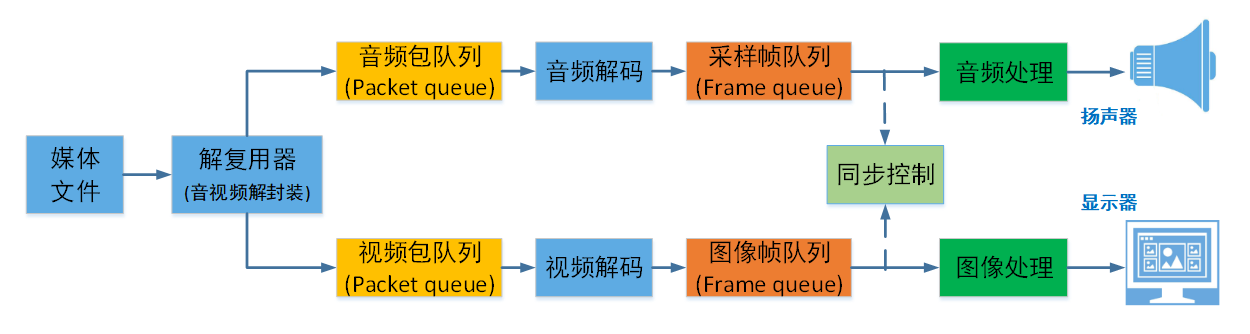 音频包队列
(Packet queue)
音频解码
采样帧队列
(Frame queue)
音频处理
扬声器
媒体
文件
解复用器
(音视频解封装)
同步控制
显示器
视频包队列
(Packet queue)
视频解码
图像帧队列
(Frame queue)
图像处理